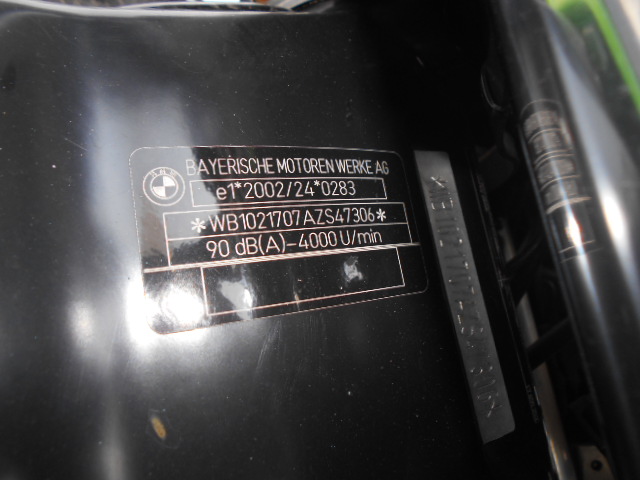 BAYERISCHE MOTOREN WERKE AG
e1*2002/24*0283
*WB1021707AZS47306*
90 dB(A)-4000 U/min